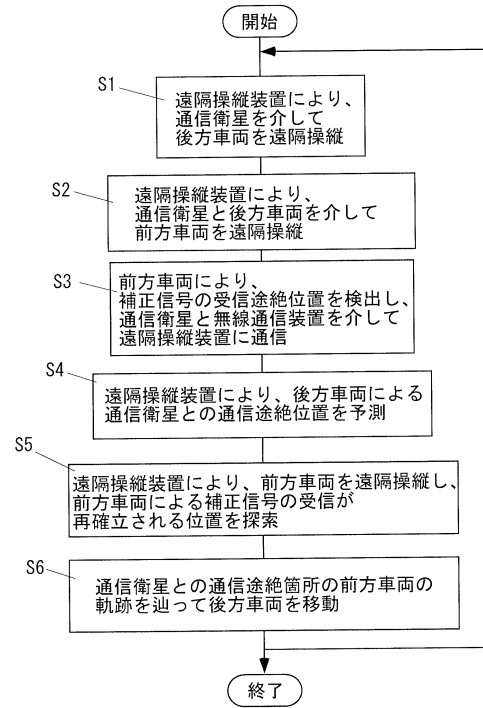 開始
S1
遠隔操縦装置により、
通信衛星を介して
後方車両を遠隔操縦
S2
遠隔操縦装置により、
通信衛星と後方車両を介して
前方車両を遠隔操縦
S3
前方車両により、
補正信号の受信途絶位置を検出し、
通信衛星と無線通信装置を介して
遠隔操縦装置に通信
S4
遠隔操縦装置により、後方車両による
通信衛星との通信途絶位置を予測
S5
遠隔操縦装置により、前方車両を遠隔操縦し、
前方車両による補正信号の受信が
再確立される位置を探索
S6
通信衛星との通信途絶箇所の前方車両の
軌跡を辿って後方車両を移動
終了